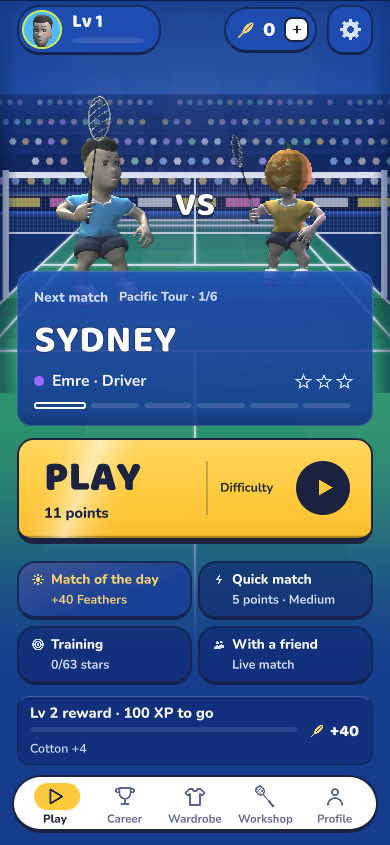 Lv 1
0
+
VS
Next match Pacific Tour · 1/6
SYDNEY
Emre · Driver
PLAY
11 points
Difficulty
Match of the day
+40 Feathers
Quick match
5 points · Medium
Training
0/63 stars
With a friend
Live match
Lv 2 reward · 100 XP to go
+40
Cotton +4
Play
Career
Wardrobe
Workshop
Profile